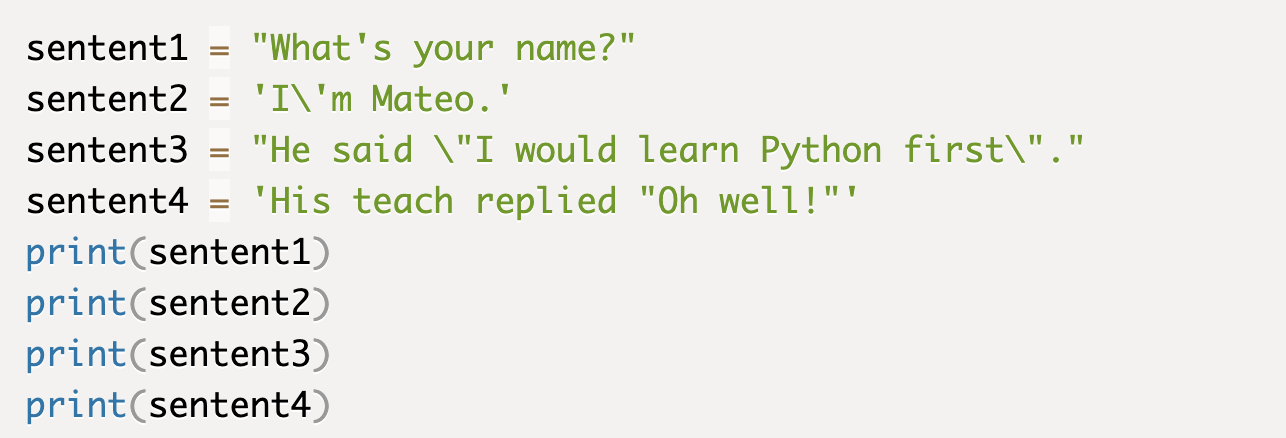 sentent1 = "What's your name?"
sentent2 = 'I\'m Mateo.'
sentent3 = "He said \"I would learn Python first\"."
sentent4 = 'His teach replied "Oh well!"'
print(sentent1)
print(sentent2)
print(sentent3)
print(sentent4)